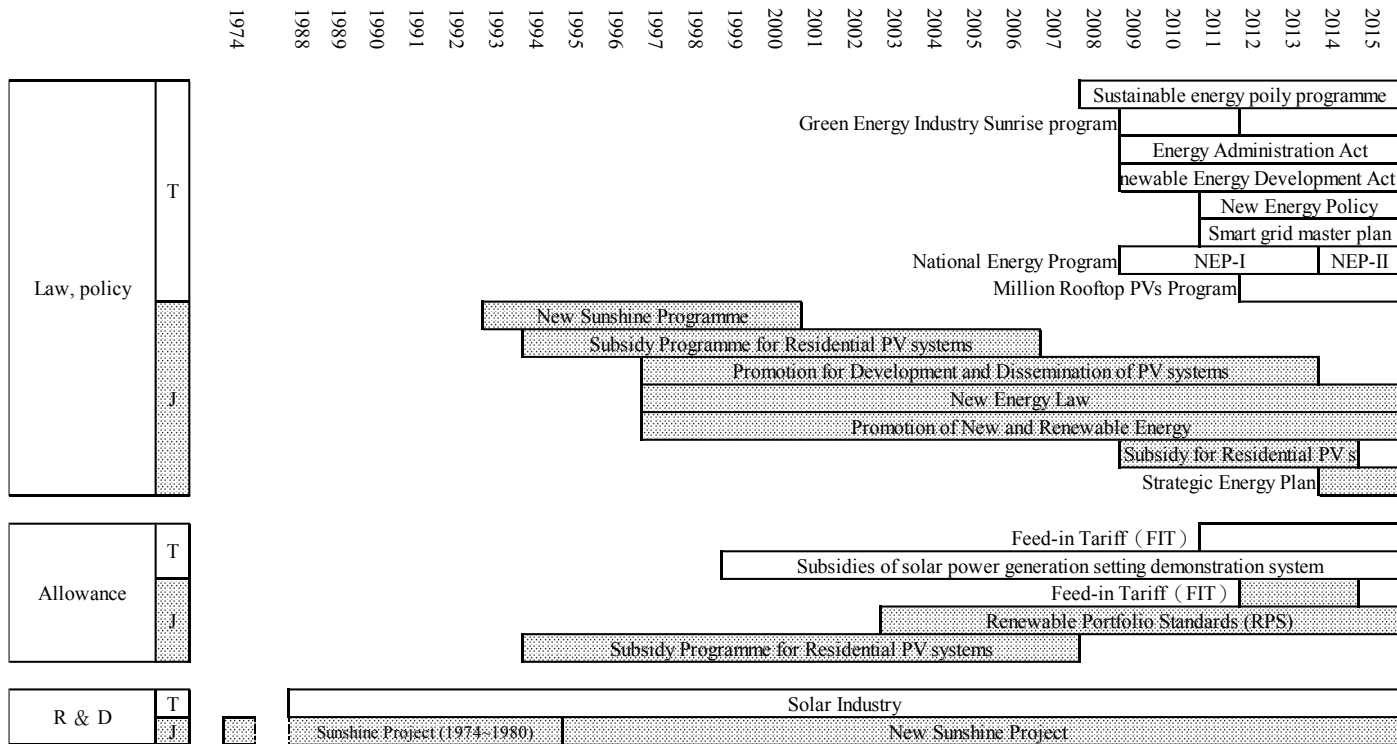 1974 1988 1989 1990 1991 1992 1993 1994 1995 1996 1997 1998 1999 2000 2001 2002 2003 2004 2005 2006 2007 2008 2009 2010 2011 2012 2013 2014 2015
Law, policy
T
Sustainable energy poily programme
Green Energy Industry Sunrise program
Energy Administration Act
newable Energy Development Act
New Energy Policy
Smart grid master plan
National Energy Program NEP-I NEP-II
Million Rooftop PVs Program
J
New Sunshine Programme
Subsidy Programme for Residential PV systems
Promotion for Development and Dissemination of PV systems
New Energy Law
Promotion of New and Renewable Energy
Subsidy for Residential PV s
Strategic Energy Plan
Allowance
T
Feed-in Tariff（FIT）
Subsidies of solar power generation setting demonstration system
J
Feed-in Tariff（FIT）
Renewable Portfolio Standards (RPS)
Subsidy Programme for Residential PV systems
R & D
T
Solar Industry
J
Sunshine Project (1974~1980) New Sunshine Project